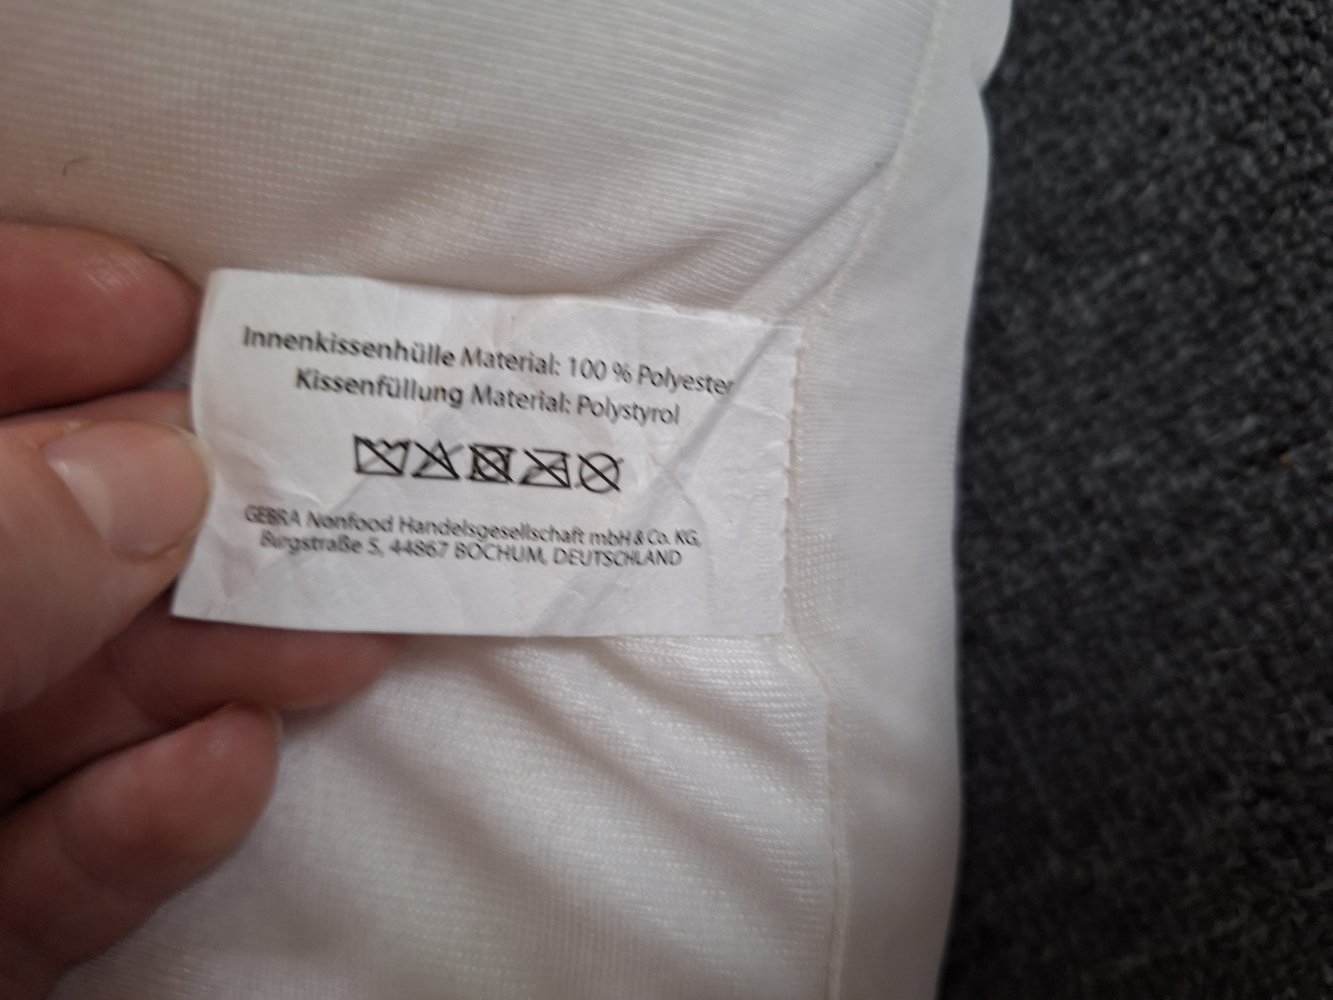 Innenkissenhülle Material: 100 % Polyester
Kissenfüllung Material: Polystyrol
GEBRA Nonfood Handelsgesellschaft mbH & Co. KG,
Burgstraße 5, 44867 BOCHUM, DEUTSCHLAND